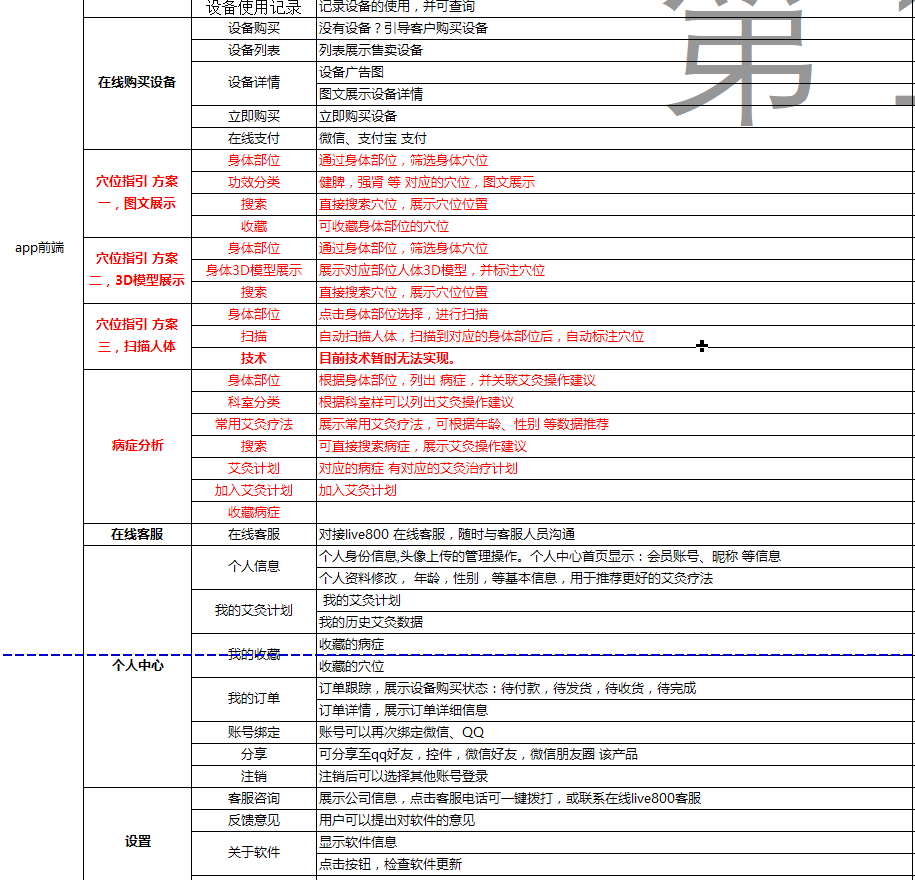 设备使用记录 记录设备的使用，并可查询
第
设备购买 没有设备？引导客户购买设备
设备列表 列表展示售卖设备
在线购买设备
设备详情
设备广告图
图文展示设备详情
立即购买 立即购买设备
在线支付 微信、支付宝 支付
app前端
穴位指引 方案
一，图文展示
身体部位 通过身体部位，筛选身体穴位
功效分类 健脾，强肾 等 对应的穴位，图文展示
搜索 直接搜索穴位，展示穴位位置
收藏 可收藏身体部位的穴位
穴位指引 方案
二，3D模型展示
身体部位 通过身体部位，筛选身体穴位
身体3D模型展示 展示对应部位人体3D模型，并标注穴位
搜索 直接搜索穴位，展示穴位位置
穴位指引 方案
三，扫描人体
身体部位 点击身体部位选择，进行扫描
扫描 自动扫描人体，扫描到对应的身体部位后，自动标注穴位
技术 目前技术暂时无法实现。
病症分析
身体部位 根据身体部位，列出 病症，并关联艾灸操作建议
科室分类 根据科室样可以列出艾灸操作建议
常用艾灸疗法 展示常用艾灸疗法，可根据年龄、性别 等数据推荐
搜索 可直接搜索病症，展示艾灸操作建议
艾灸计划 对应的病症 有对应的艾灸治疗计划
加入艾灸计划 加入艾灸计划
收藏病症
在线客服 在线客服 对接live800 在线客服，随时与客服人员沟通
个人中心
个人信息
个人身份信息,头像上传的管理操作。个人中心首页显示：会员账号、昵称 等信息
个人资料修改， 年龄，性别，等基本信息，用于推荐更好的艾灸疗法
我的艾灸计划
我的艾灸计划
我的历史艾灸数据
我的收藏
收藏的病症
收藏的穴位
我的订单
订单跟踪，展示设备购买状态：待付款，待发货，待收货，待完成
订单详情，展示订单详细信息
账号绑定 账号可以再次绑定微信、QQ
分享 可分享至qq好友，控件，微信好友，微信朋友圈 该产品
注销 注销后可以选择其他账号登录
设置
客服咨询 展示公司信息，点击客服电话可一键拨打，或联系在线live800客服
反馈意见 用户可以提出对软件的意见
关于软件
显示软件信息
点击按钮，检查软件更新